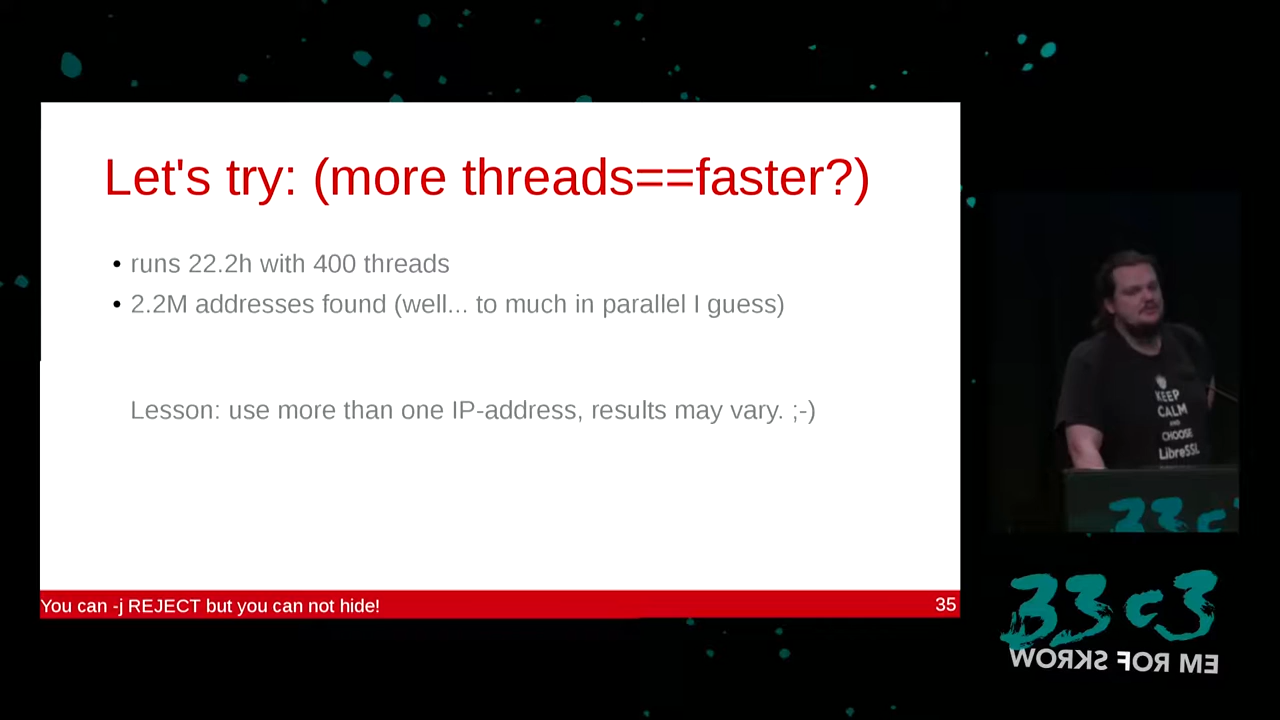 Let's try: (more threads==faster?)
• runs 22.2h with 400 threads
• 2.2M addresses found (well... to much in parallel I guess)
Lesson: use more than one IP-address, results may vary. ;-)
You can -j REJECT but you can not hide!
35
KEEP
CALM
AND
CHOOSE
LibreSSL
33c3
33c3
WORKS FOR ME